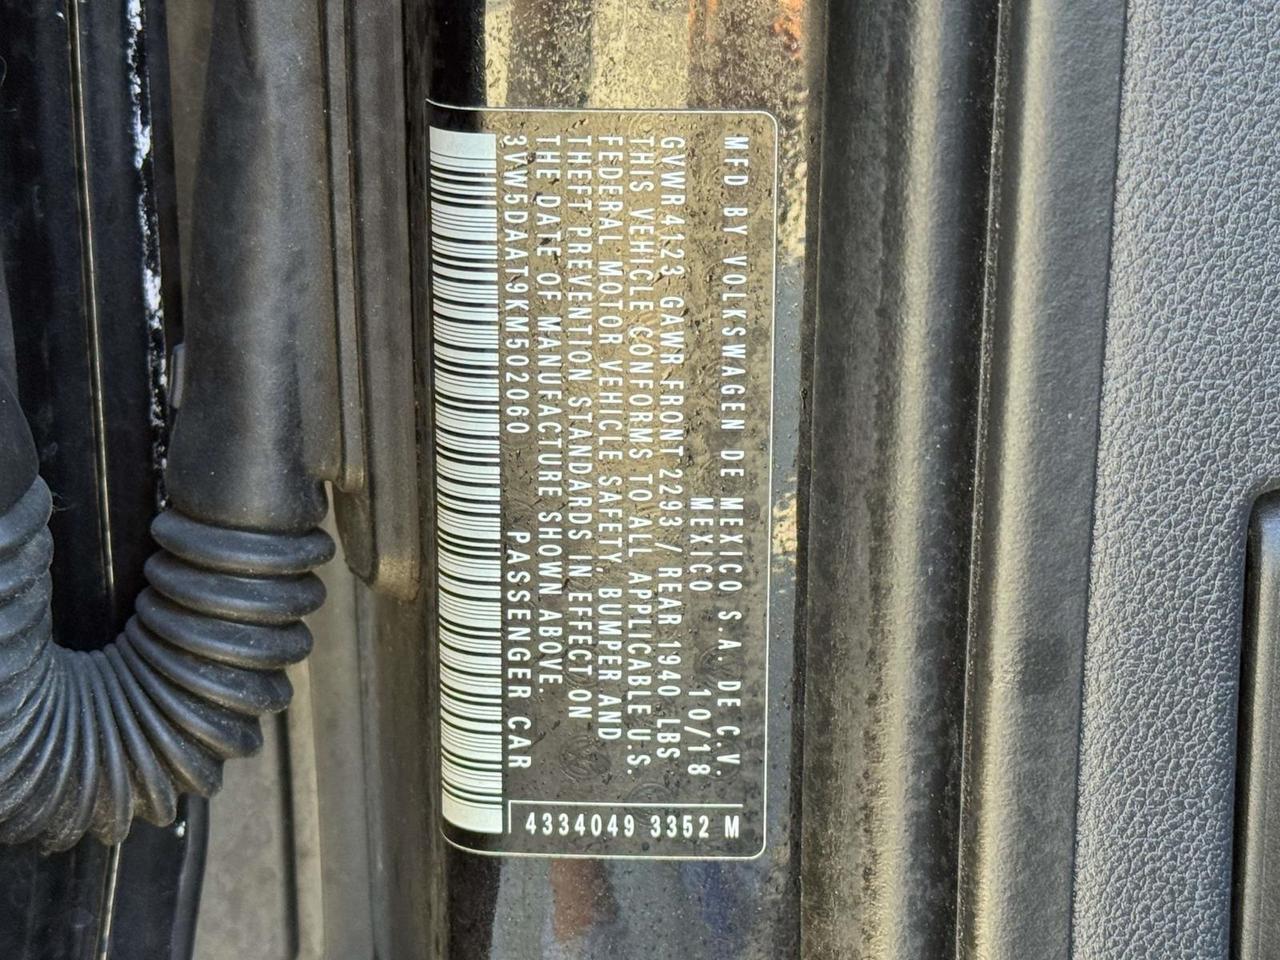 MFD BY VOLKSWAGEN DE MEXICO S.A. DE C.V.
MEXICO 10/18
GVWR 4123 GAWR FRONT 2293 / REAR 1940 LBS
THIS VEHICLE CONFORMS TO ALL APPLICABLE U.S.
FEDERAL MOTOR VEHICLE SAFETY, BUMPER AND
THEFT PREVENTION STANDARDS IN EFFECT ON
THE DATE OF MANUFACTURE SHOWN ABOVE.
3VW5DAAT9KM502060 PASSENGER CAR
4334049 3352 M